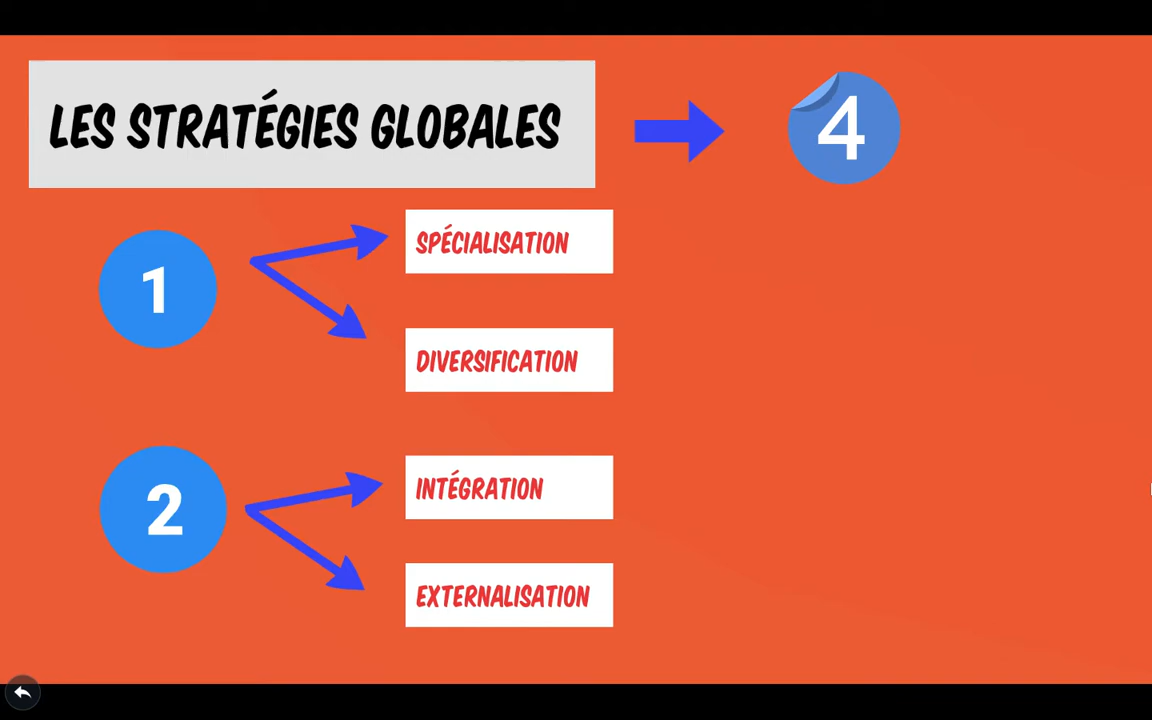 LES STRATÉGIES GLOBALES
4
1
SPÉCIALISATION
DIVERSIFICATION
2
INTÉGRATION
EXTERNALISATION